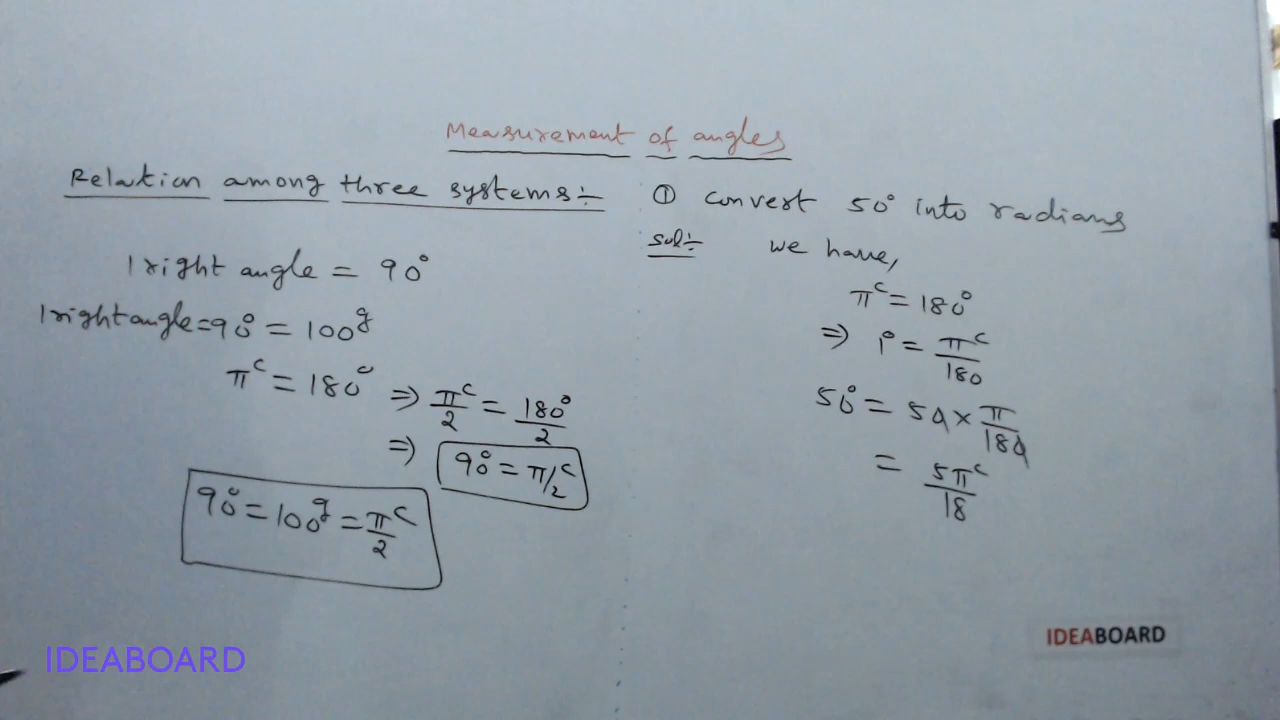 Measurement of angles
Relation among three systems:-
1 right angle = 90°
1 right angle = 90° = 100^g
π^c = 180° ⇒ π^c/2 = 180°/2
⇒ 90° = π/2^c
90° = 100^g = π^c/2
① convert 50° into radians
Sol:-
we have,
π^c = 180°
⇒ 1° = π^c/180
50° = 50 × π/180
= 5π^c/18
IDEABOARD
IDEABOARD